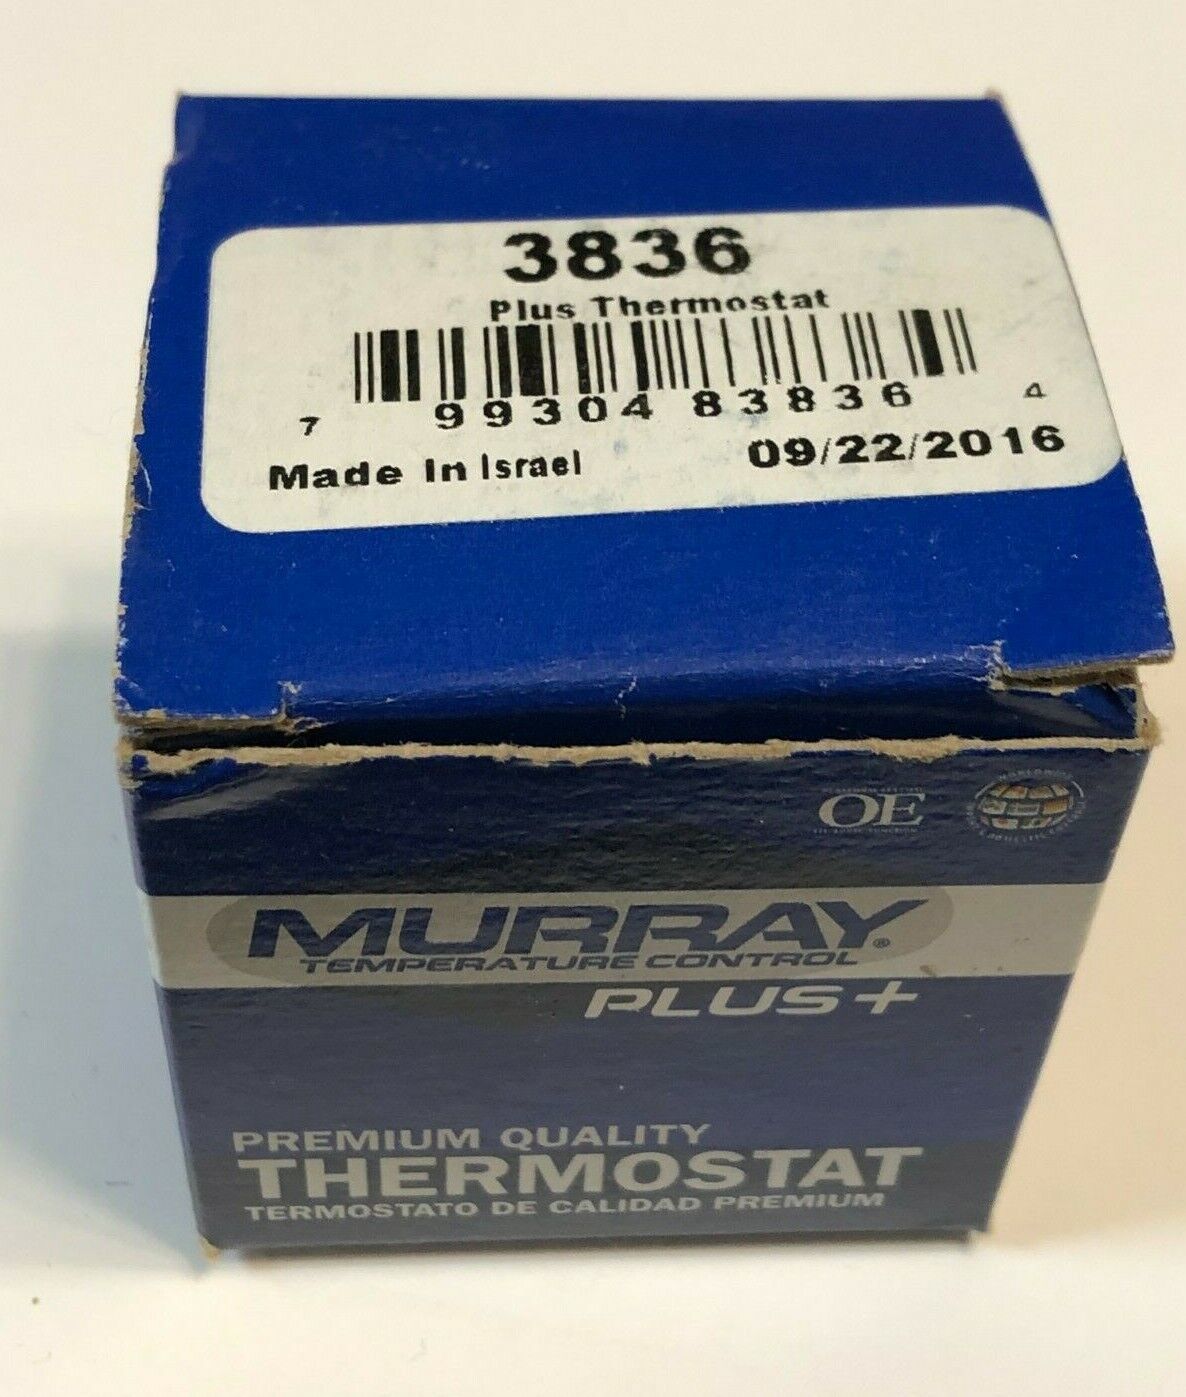 3836
Plus Thermostat
7 99304 83836 4
Made In Israel 09/22/2016
OE
MURRAY®
TEMPERATURE CONTROL
PLUS+
PREMIUM QUALITY
THERMOSTAT
TERMOSTATO DE CALIDAD PREMIUM